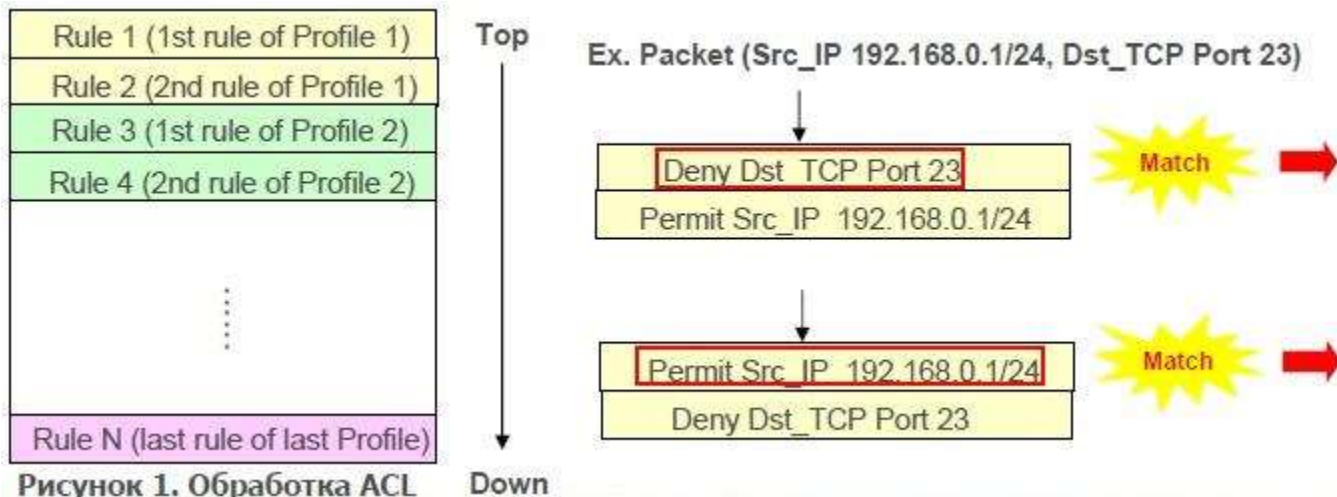 Rule 1 (1st rule of Profile 1)
Rule 2 (2nd rule of Profile 1)
Rule 3 (1st rule of Profile 2)
Rule 4 (2nd rule of Profile 2)
Rule N (last rule of last Profile)
Рисунок 1. Обработка ACL
Top
Down
Ex. Packet (Src_IP 192.168.0.1/24, Dst_TCP Port 23)
Deny Dst_TCP Port 23
Permit Src_IP 192.168.0.1/24
Match
Permit Src_IP 192.168.0.1/24
Deny Dst_TCP Port 23
Match